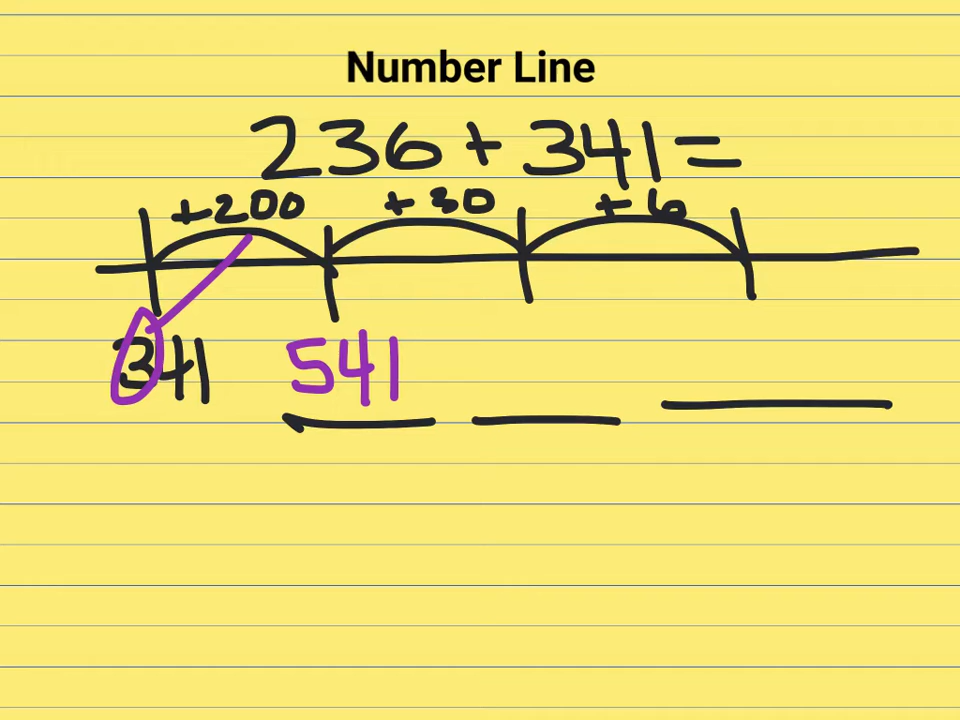 Number Line
236 + 341 =
+200 +30 +6
341 541